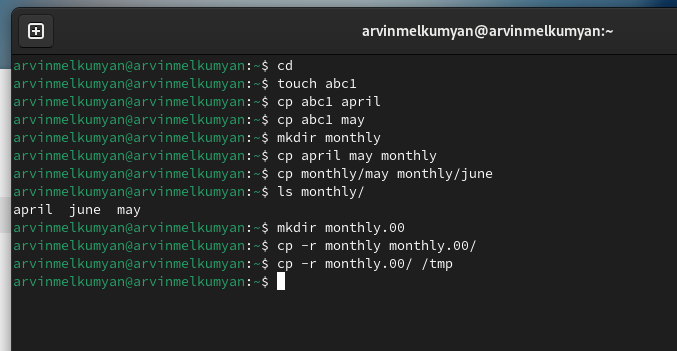 arvinmelkumyan@arvinmelkumyan:~
arvinmelkumyan@arvinmelkumyan:~$ cd
arvinmelkumyan@arvinmelkumyan:~$ touch abc1
arvinmelkumyan@arvinmelkumyan:~$ cp abc1 april
arvinmelkumyan@arvinmelkumyan:~$ cp abc1 may
arvinmelkumyan@arvinmelkumyan:~$ mkdir monthly
arvinmelkumyan@arvinmelkumyan:~$ cp april may monthly
arvinmelkumyan@arvinmelkumyan:~$ cp monthly/may monthly/june
arvinmelkumyan@arvinmelkumyan:~$ ls monthly/
april  june  may
arvinmelkumyan@arvinmelkumyan:~$ mkdir monthly.00
arvinmelkumyan@arvinmelkumyan:~$ cp -r monthly monthly.00/
arvinmelkumyan@arvinmelkumyan:~$ cp -r monthly.00/ /tmp
arvinmelkumyan@arvinmelkumyan:~$